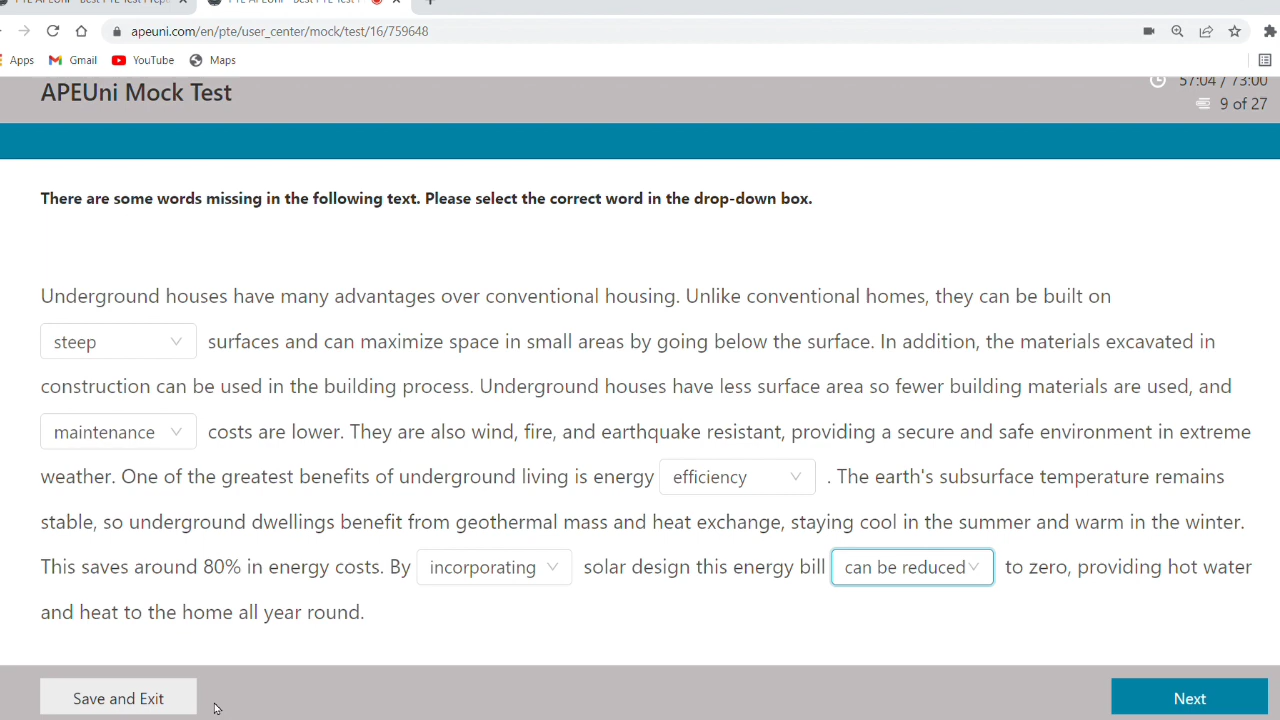 apeuni.com/en/pte/user_center/mock/test/16/759648
Apps Gmail YouTube Maps
APEUni Mock Test
57:04 / 73:00
9 of 27
There are some words missing in the following text. Please select the correct word in the drop-down box.
Underground houses have many advantages over conventional housing. Unlike conventional homes, they can be built on
steep surfaces and can maximize space in small areas by going below the surface. In addition, the materials excavated in
construction can be used in the building process. Underground houses have less surface area so fewer building materials are used, and
maintenance costs are lower. They are also wind, fire, and earthquake resistant, providing a secure and safe environment in extreme
weather. One of the greatest benefits of underground living is energy efficiency . The earth's subsurface temperature remains
stable, so underground dwellings benefit from geothermal mass and heat exchange, staying cool in the summer and warm in the winter.
This saves around 80% in energy costs. By incorporating solar design this energy bill can be reduced to zero, providing hot water
and heat to the home all year round.
Save and Exit
Next